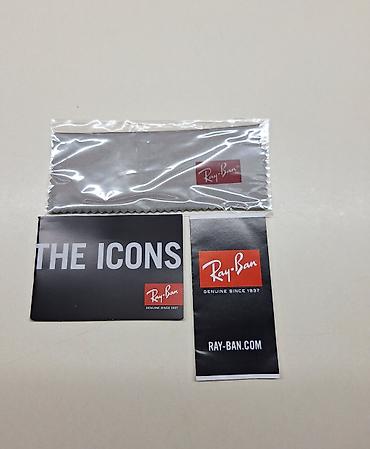 Ray-Ban
THE ICONS
Ray-Ban
GENUINE SINCE 1937
Ray-Ban
GENUINE SINCE 1937
RAY-BAN.COM